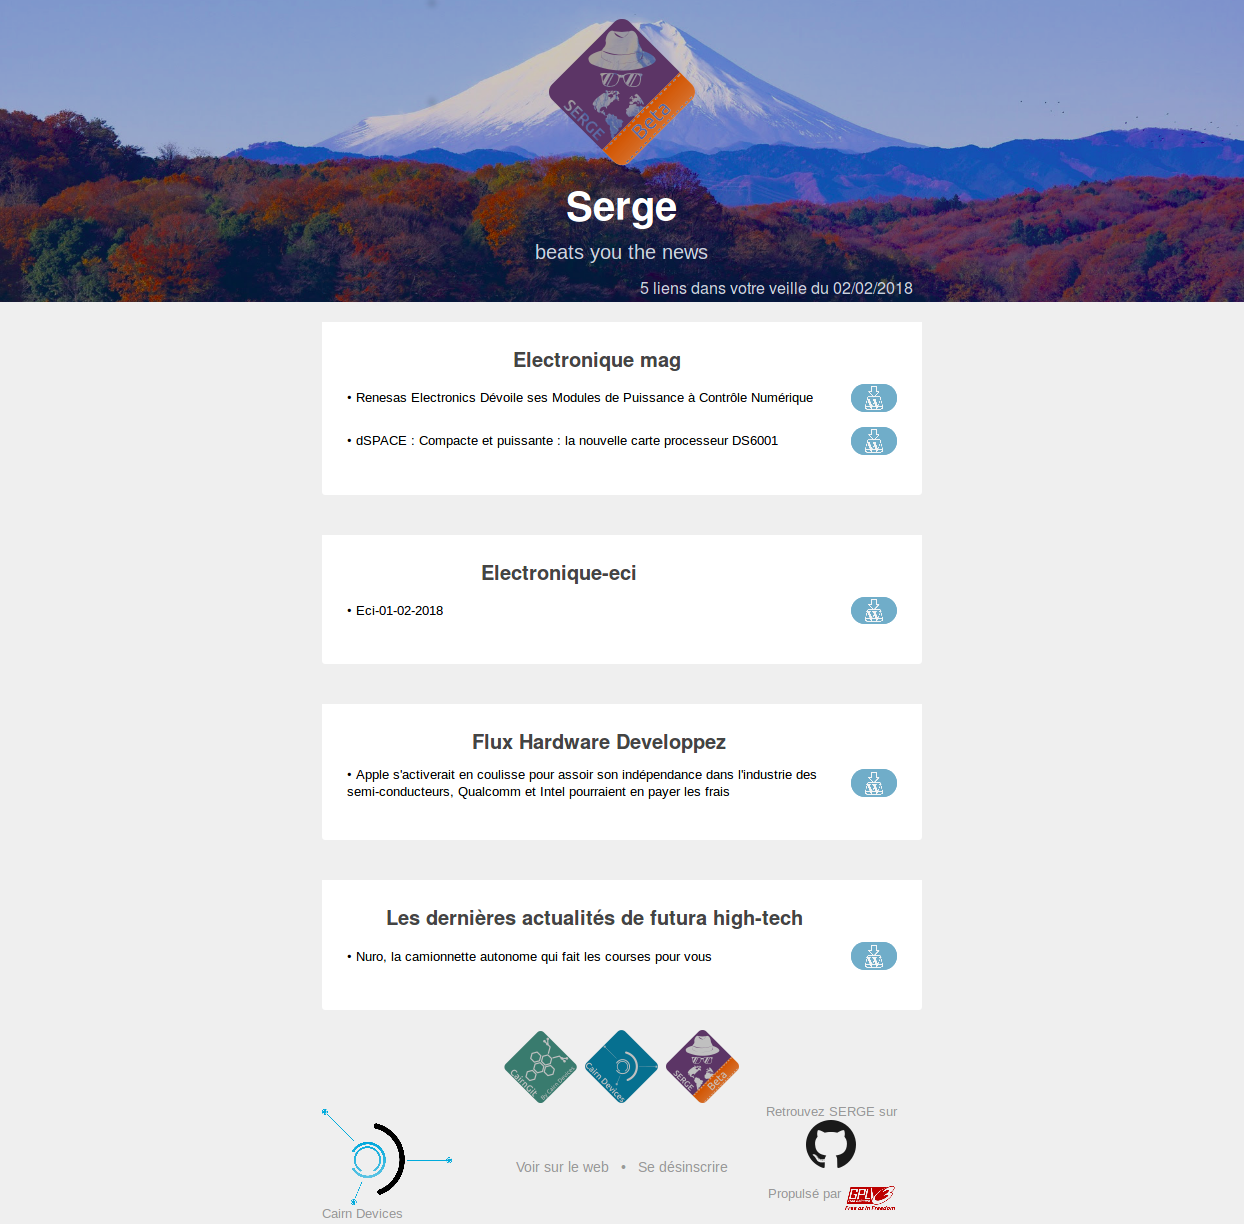 SERGE
Beta
Serge
beats you the news
5 liens dans votre veille du 02/02/2018
Electronique mag
• Renesas Electronics Dévoile ses Modules de Puissance à Contrôle Numérique
• dSPACE : Compacte et puissante : la nouvelle carte processeur DS6001
Electronique-eci
• Eci-01-02-2018
Flux Hardware Developpez
• Apple s'activerait en coulisse pour assoir son indépendance dans l'industrie des
semi-conducteurs, Qualcomm et Intel pourraient en payer les frais
Les dernières actualités de futura high-tech
• Nuro, la camionnette autonome qui fait les courses pour vous
CairnGit
By Cairn Devices
Cairn Devices
SERGE
Beta
Retrouvez SERGE sur
Voir sur le web • Se désinscrire
Propulsé par
GPLv3
Free as in Freedom
Cairn Devices